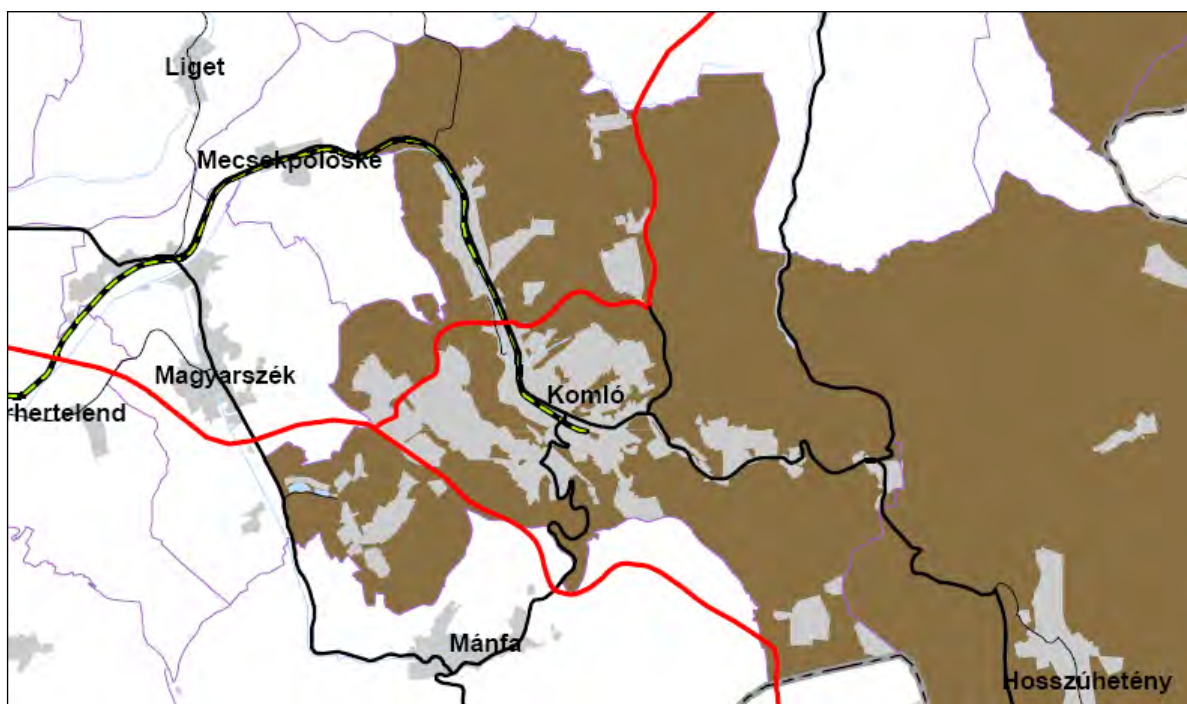 Liget
Mecsekpölöske
Magyarszék
Komló
hertelend
Mánfa
Hosszúhetény